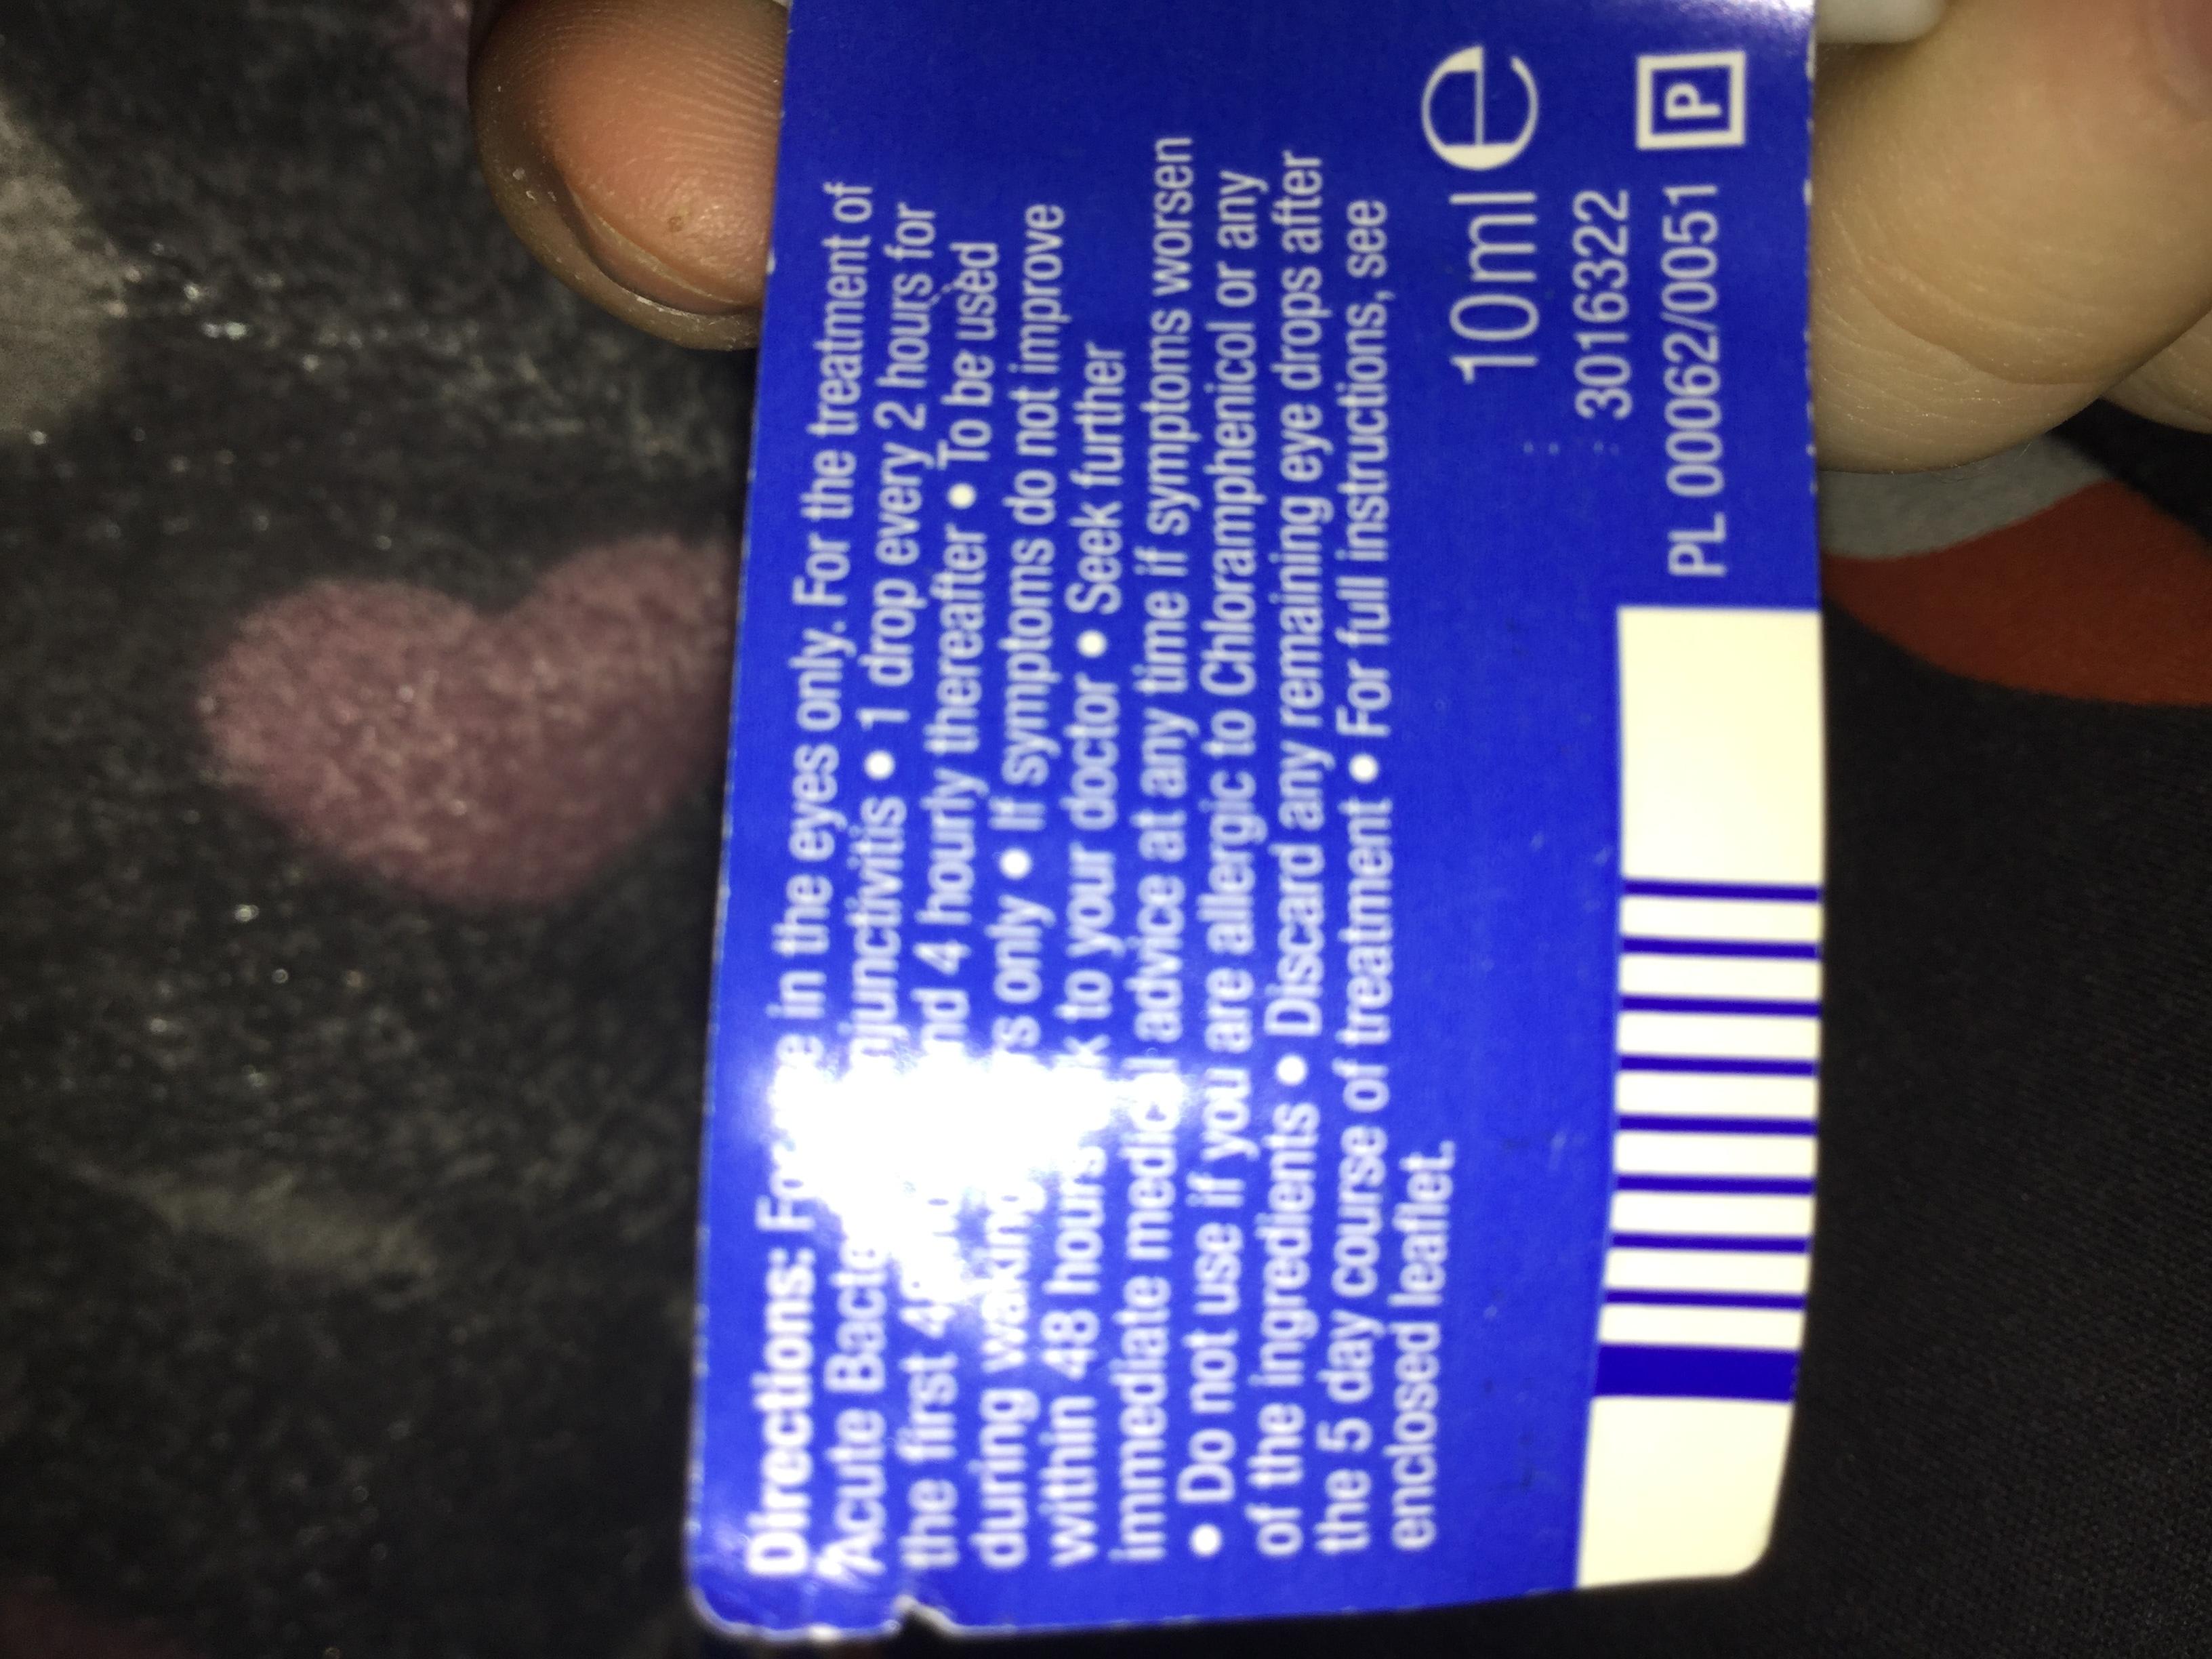 Directions: For in the eyes only. For the treatment of
Acute • 1 drop every 2 hours for
the first 4 hourly thereafter • To be used
during waking only • If symptoms do not improve
within 48 hours to your doctor • Seek further
immediate medical advice at any time if symptoms worsen
• Do not use if you are allergic to Chloramphenicol or any
of the ingredients • Discard any remaining eye drops after
the 5 day course of treatment • For full instructions, see
enclosed leaflet.
10ml e
3016322
PL 00062/0051 P